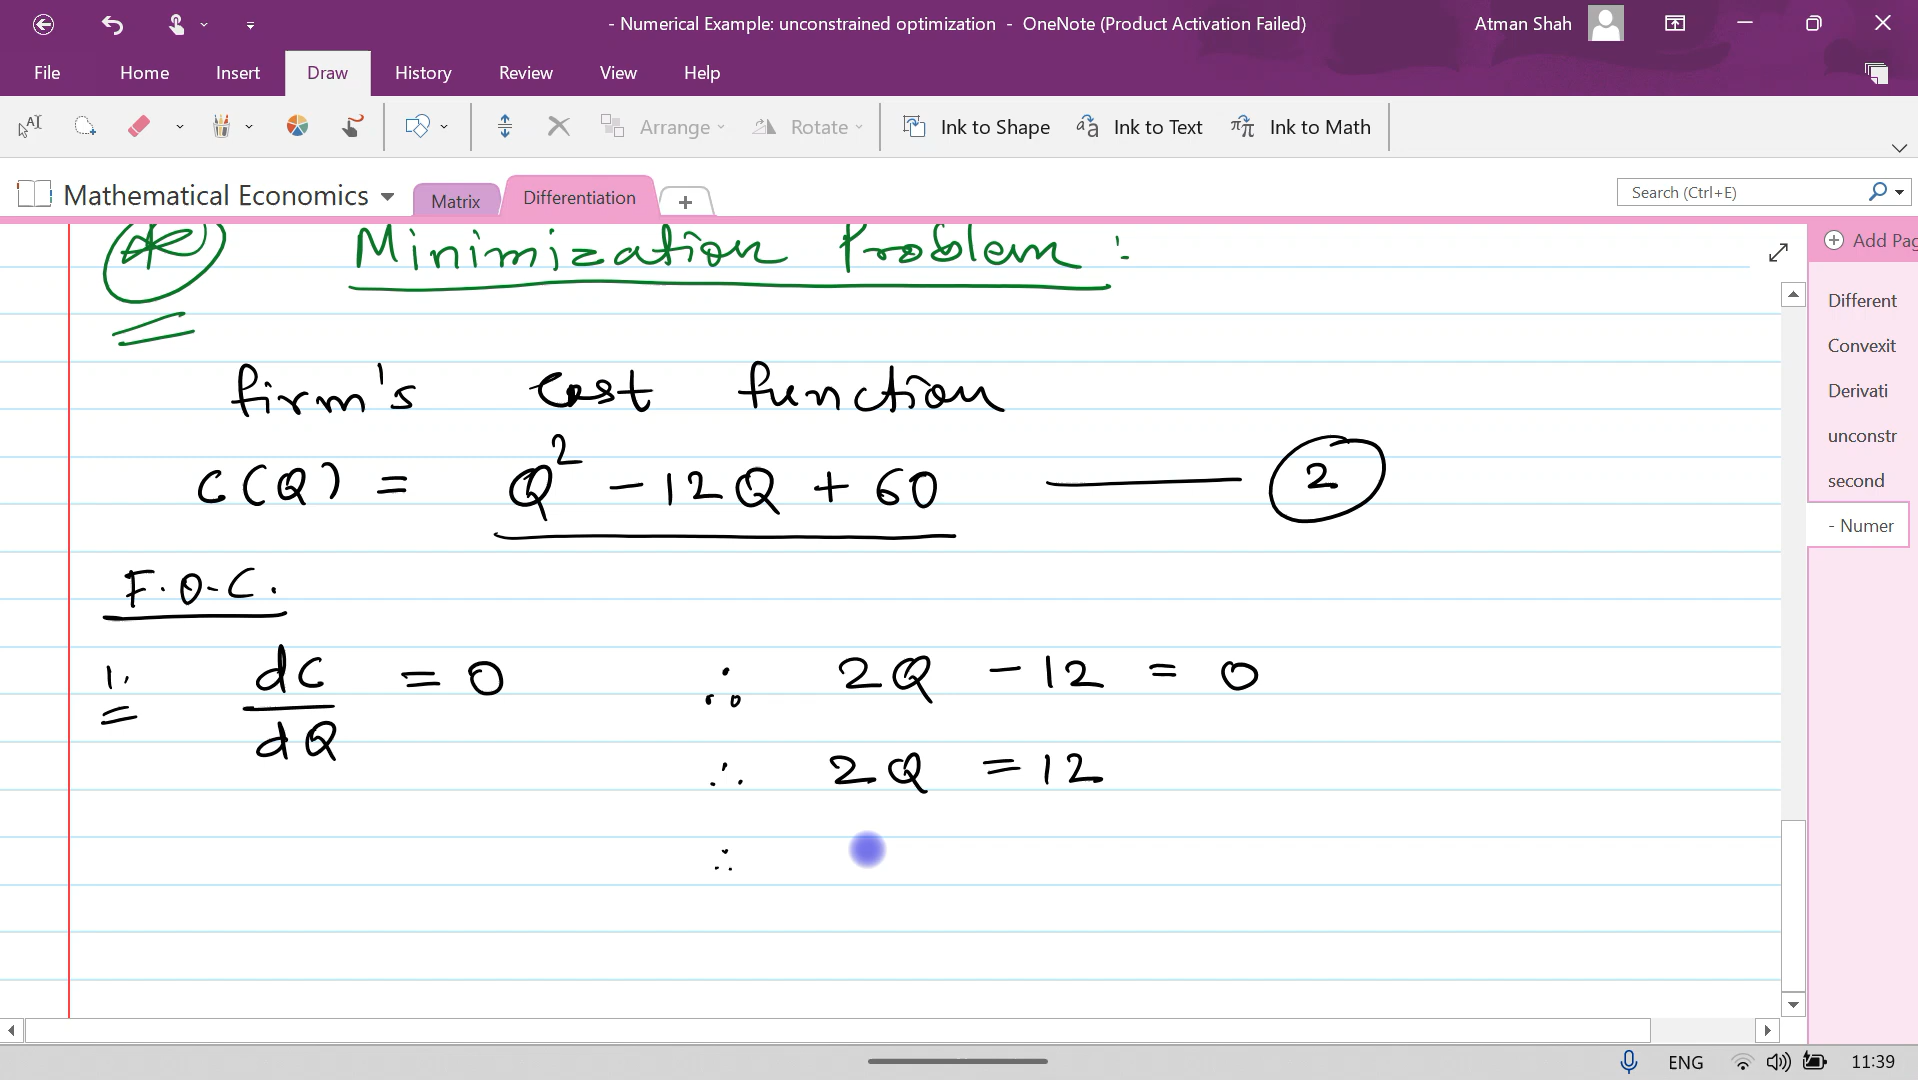 - Numerical Example: unconstrained optimization - OneNote (Product Activation Failed) Atman Shah
File Home Insert Draw History Review View Help
Arrange Rotate Ink to Shape Ink to Text Ink to Math
Mathematical Economics Matrix Differentiation + Search (Ctrl+E)
Minimization Problem :
Add Pag
Different
Convexit
Derivati
unconstr
second
- Numer
firm's cost function
C(Q) = Q² - 12Q + 60 —— 2
F.O.C.
1. dC/dQ = 0 ∴ 2Q - 12 = 0
∴ 2Q = 12
∴
ENG 11:39